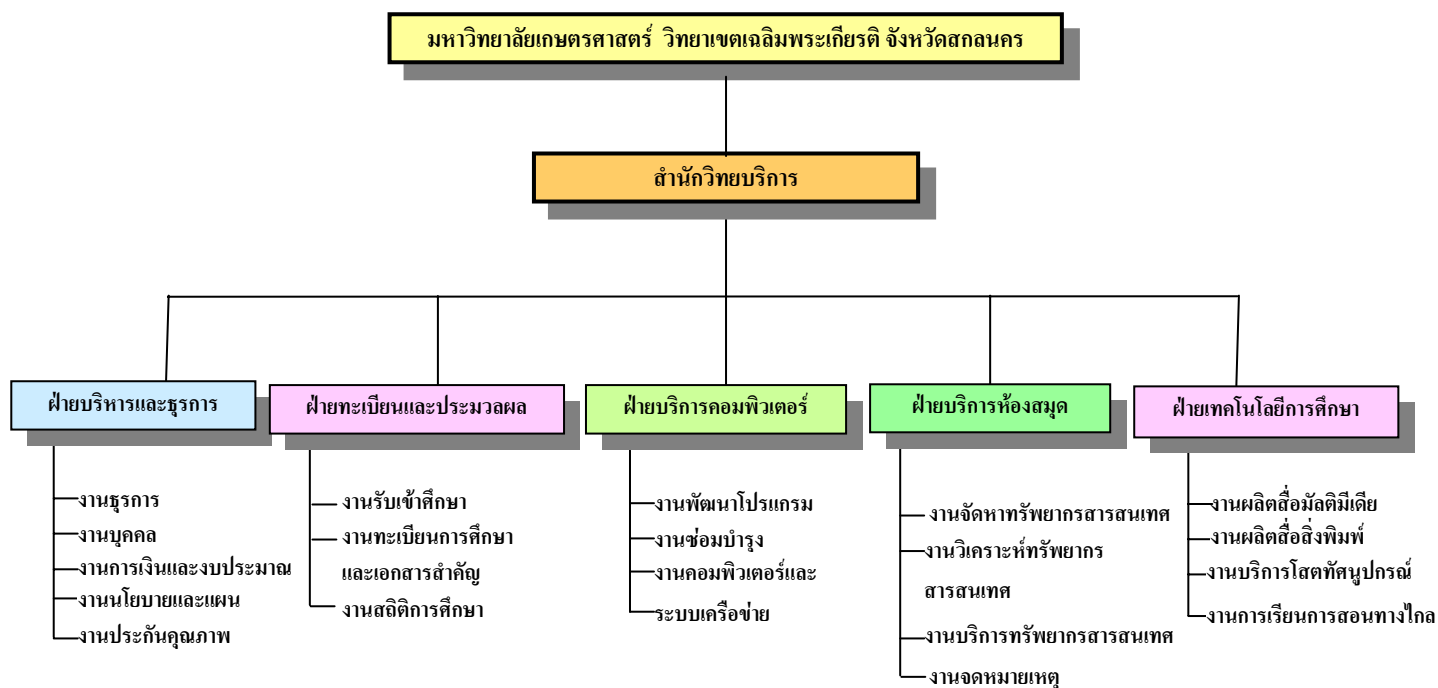 มหาวิทยาลัยเกษตรศาสตร์ วิทยาเขตเฉลิมพระเกียรติ จังหวัดสกลนคร
สำนักวิทยบริการ
ฝ่ายบริหารและธุรการ
งานธุรการ
งานบุคคล
งานการเงินและงบประมาณ
งานนโยบายและแผน
งานประกันคุณภาพ
ฝ่ายทะเบียนและประมวลผล
งานรับเข้าศึกษา
งานทะเบียนการศึกษา
และเอกสารสำคัญ
งานสถิติการศึกษา
ฝ่ายบริการคอมพิวเตอร์
งานพัฒนาโปรแกรม
งานซ่อมบำรุง
งานคอมพิวเตอร์และ
ระบบเครือข่าย
ฝ่ายบริการห้องสมุด
งานจัดหาทรัพยากรสารสนเทศ
งานวิเคราะห์ทรัพยากร
สารสนเทศ
งานบริการทรัพยากรสารสนเทศ
งานจดหมายเหตุ
ฝ่ายเทคโนโลยีการศึกษา
งานผลิตสื่อมัลติมีเดีย
งานผลิตสื่อสิ่งพิมพ์
งานบริการโสตทัศนูปกรณ์
งานการเรียนการสอนทางไกล